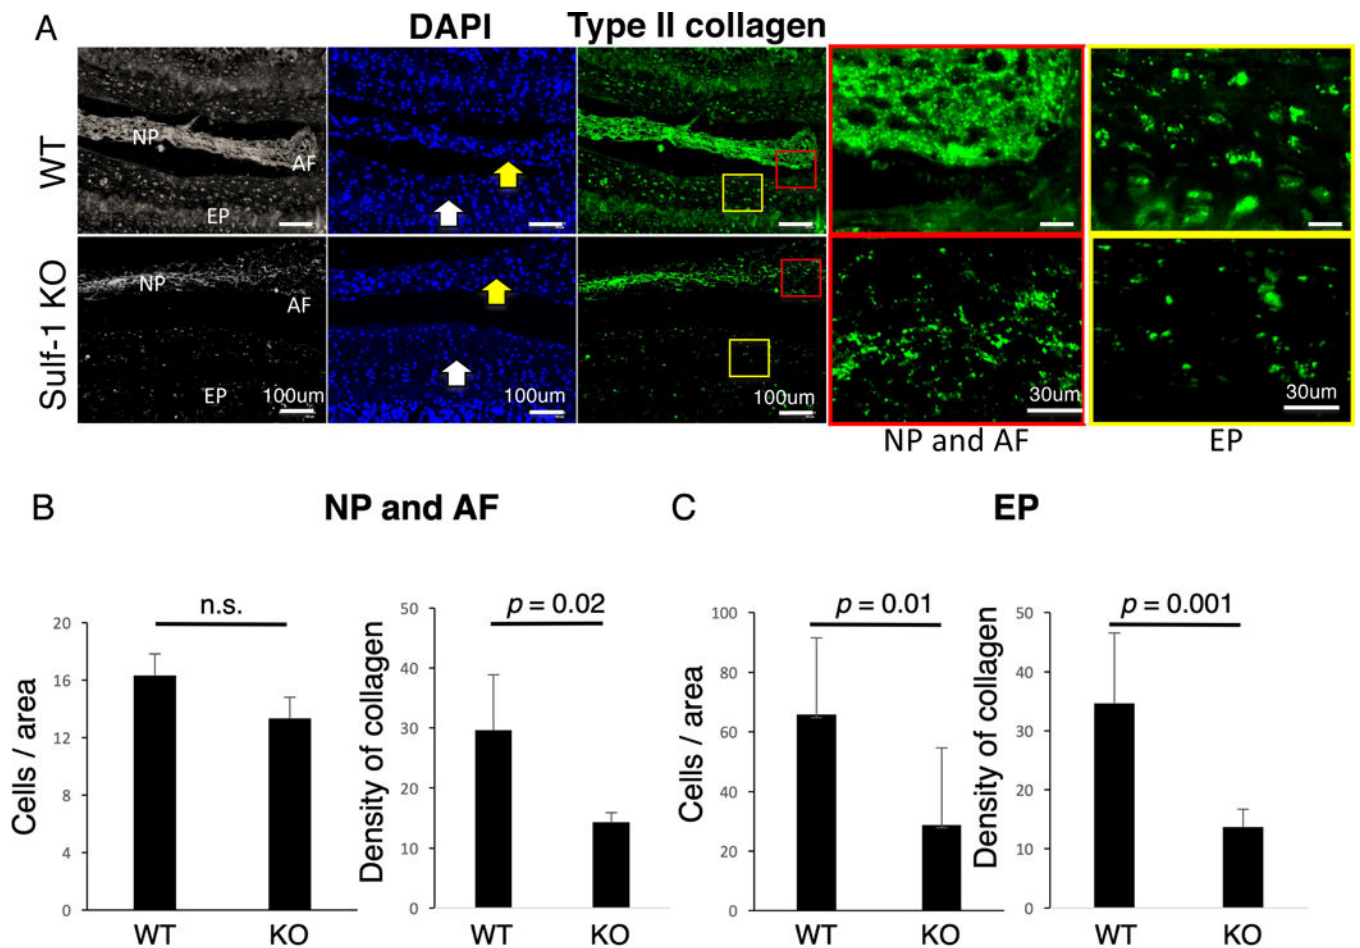 A
DAPI
Type II collagen
WT
NP
AF
EP
Sulf-1 KO
NP
AF
EP
100um
100um
100um
30um
30um
NP and AF
EP
B
NP and AF
C
EP
Cells / area
20
16
12
8
4
0
n.s.
WT
KO
Density of collagen
50
40
30
20
10
0
p = 0.02
WT
KO
Cells / area
100
80
60
40
20
0
p = 0.01
WT
KO
Density of collagen
50
40
30
20
10
0
p = 0.001
WT
KO